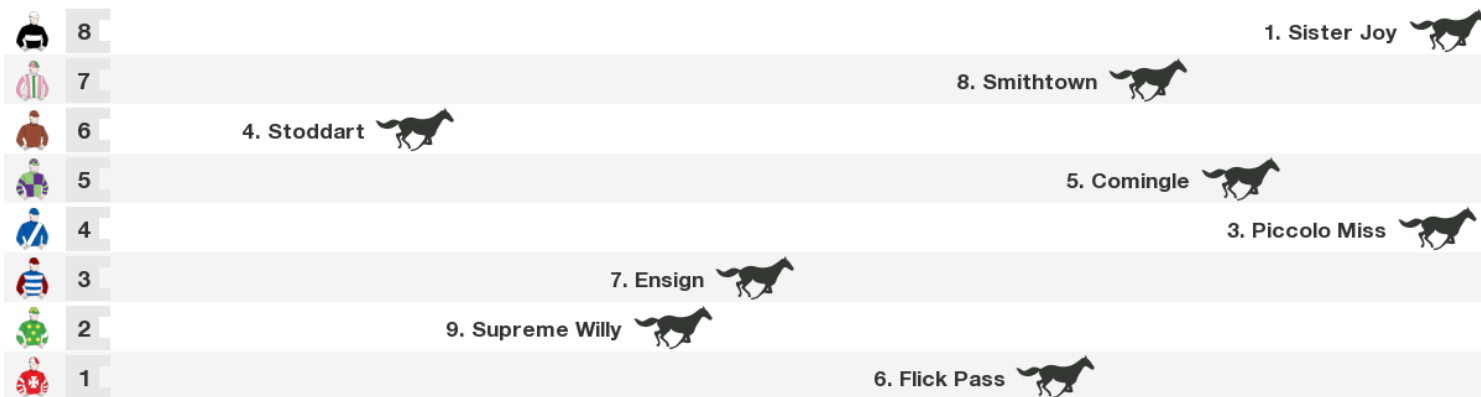 8 1. Sister Joy
7 8. Smithtown
6 4. Stoddart
5 5. Comingle
4 3. Piccolo Miss
3 7. Ensign
2 9. Supreme Willy
1 6. Flick Pass